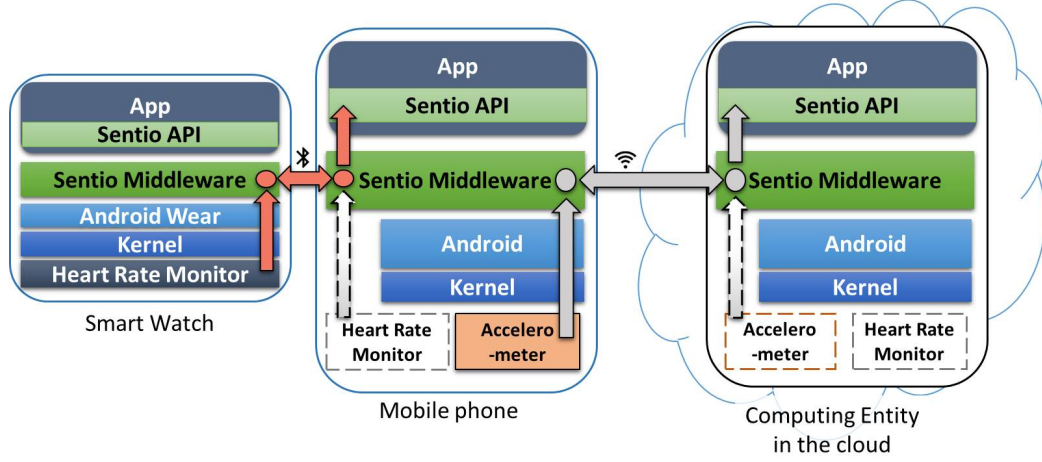 App
Sentio API
Sentio Middleware
Android Wear
Kernel
Heart Rate Monitor
Smart Watch
App
Sentio API
Sentio Middleware
Android
Kernel
Heart Rate
Monitor
Accelero
-meter
Mobile phone
App
Sentio API
Sentio Middleware
Android
Kernel
Accelero
-meter
Heart Rate
Monitor
Computing Entity
in the cloud